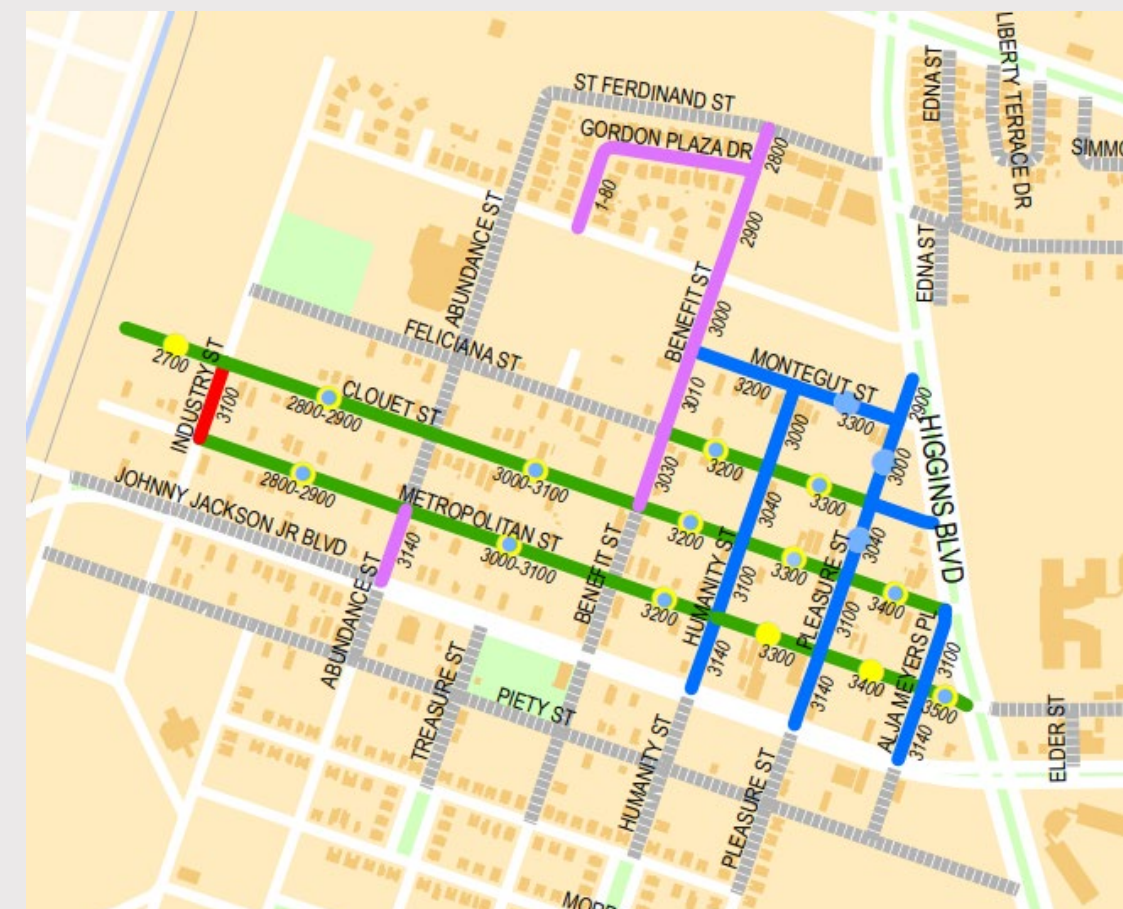 ST FERDINAND ST
GORDON PLAZA DR
2800
EDNA ST
LIBERTY TERRACE DR
1-80
2900
ABUNDANCE ST
EDNA ST
FELICIANA ST
BENEFIT ST
3000
MONTEGUT ST
3200
3300
2900
2700
INDUSTRY ST
3100
CLOUET ST
2800-2900
3010
3000
3000
HIGGINS BLVD
3030
3200
3300
3000-3100
3040
3040
2800-2900
METROPOLITAN ST
3000-3100
JOHNNY JACKSON JR BLVD
3140
ABUNDANCE ST
BENEFIT ST
3200
3300
3400
HUMANITY ST
3100
PLEASURE ST
3100
3200
3300
3400
3500
ALJA MEYERS PL
3100
3140
3140
3140
ABUNDANCE ST
TREASURE ST
PIETY ST
HUMANITY ST
PLEASURE ST
ELDER ST